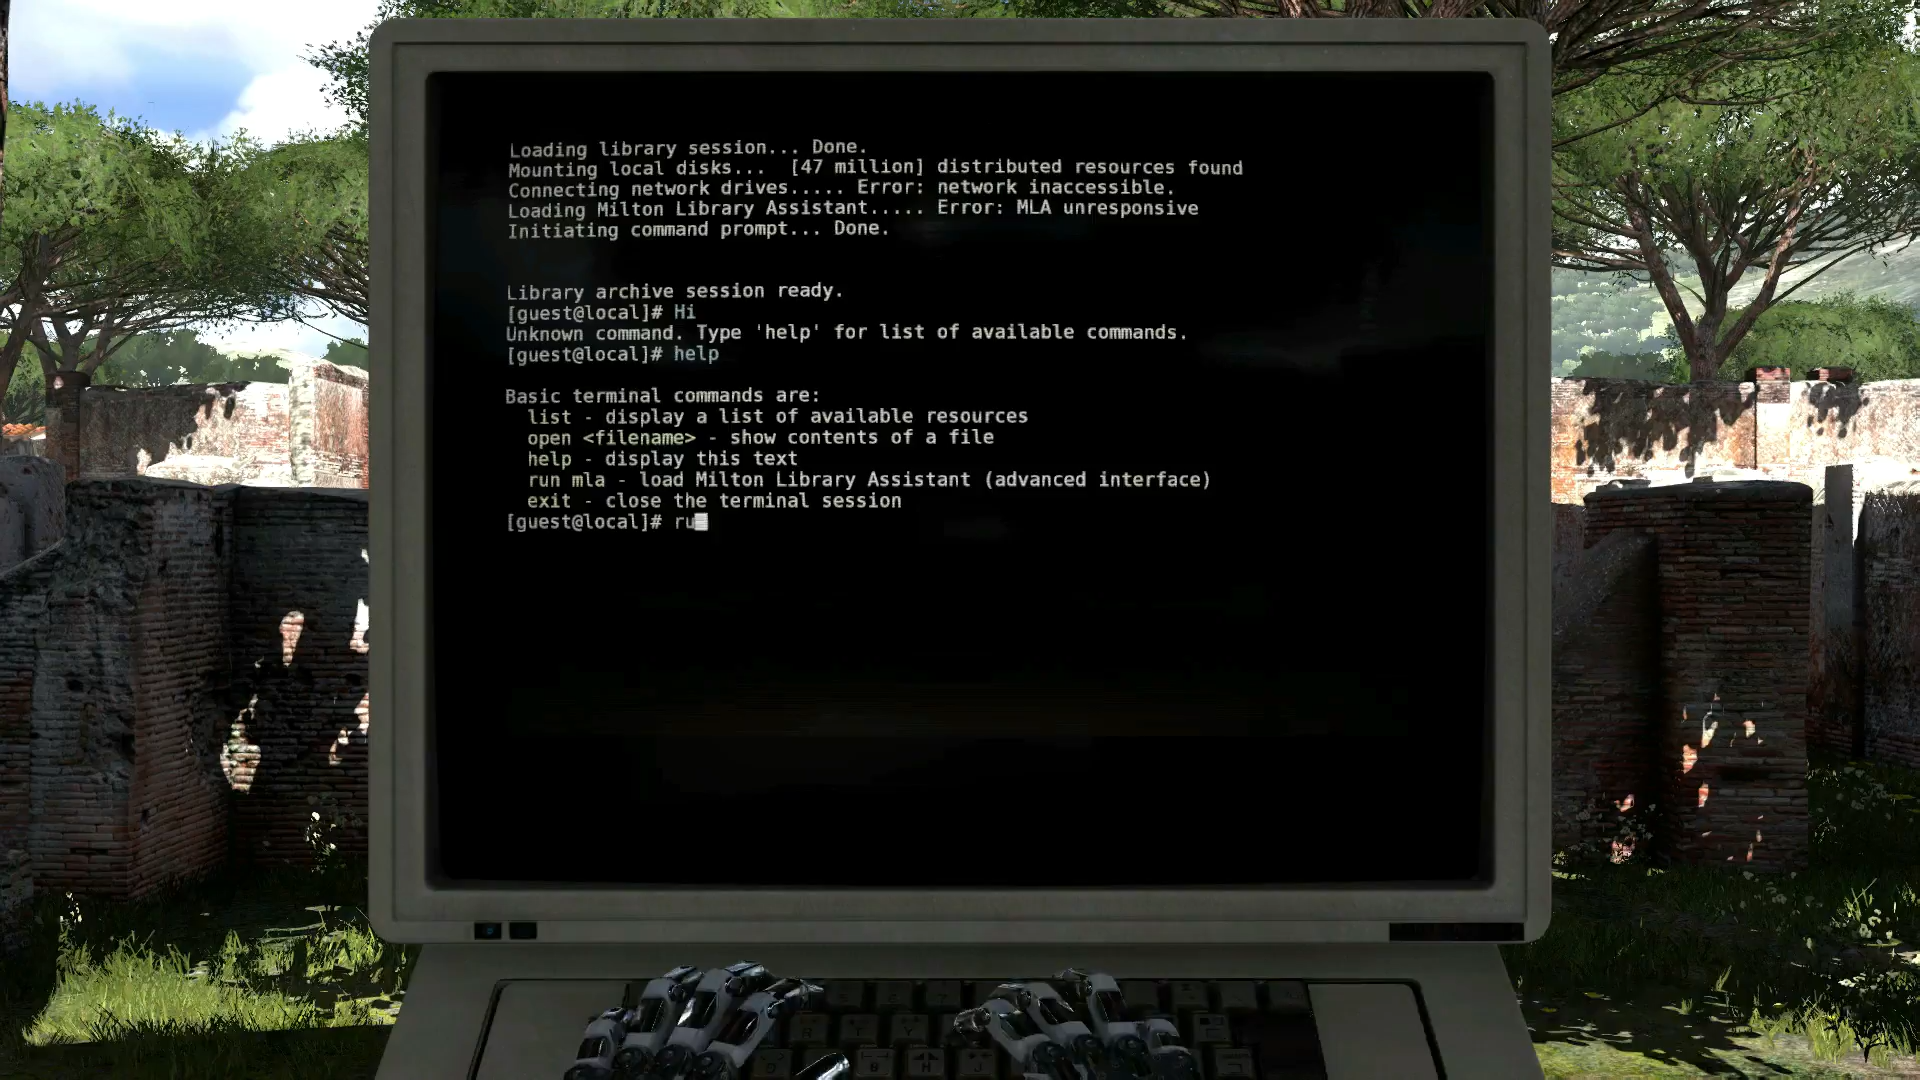 Loading library session... Done.
Mounting local disks...  [47 million] distributed resources found
Connecting network drives..... Error: network inaccessible.
Loading Milton Library Assistant..... Error: MLA unresponsive
Initiating command prompt... Done.
Library archive session ready.
[guest@local]# Hi
Unknown command. Type 'help' for list of available commands.
[guest@local]# help
Basic terminal commands are:
list - display a list of available resources
open <filename> - show contents of a file
help - display this text
run mla - load Milton Library Assistant (advanced interface)
exit - close the terminal session
[guest@local]# ru